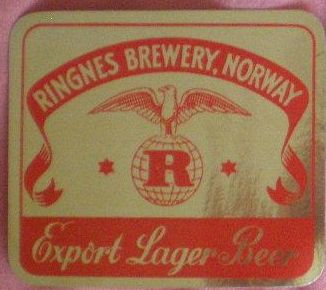 RINGNES BREWERY, NORWAY
R
Export Lager Beer